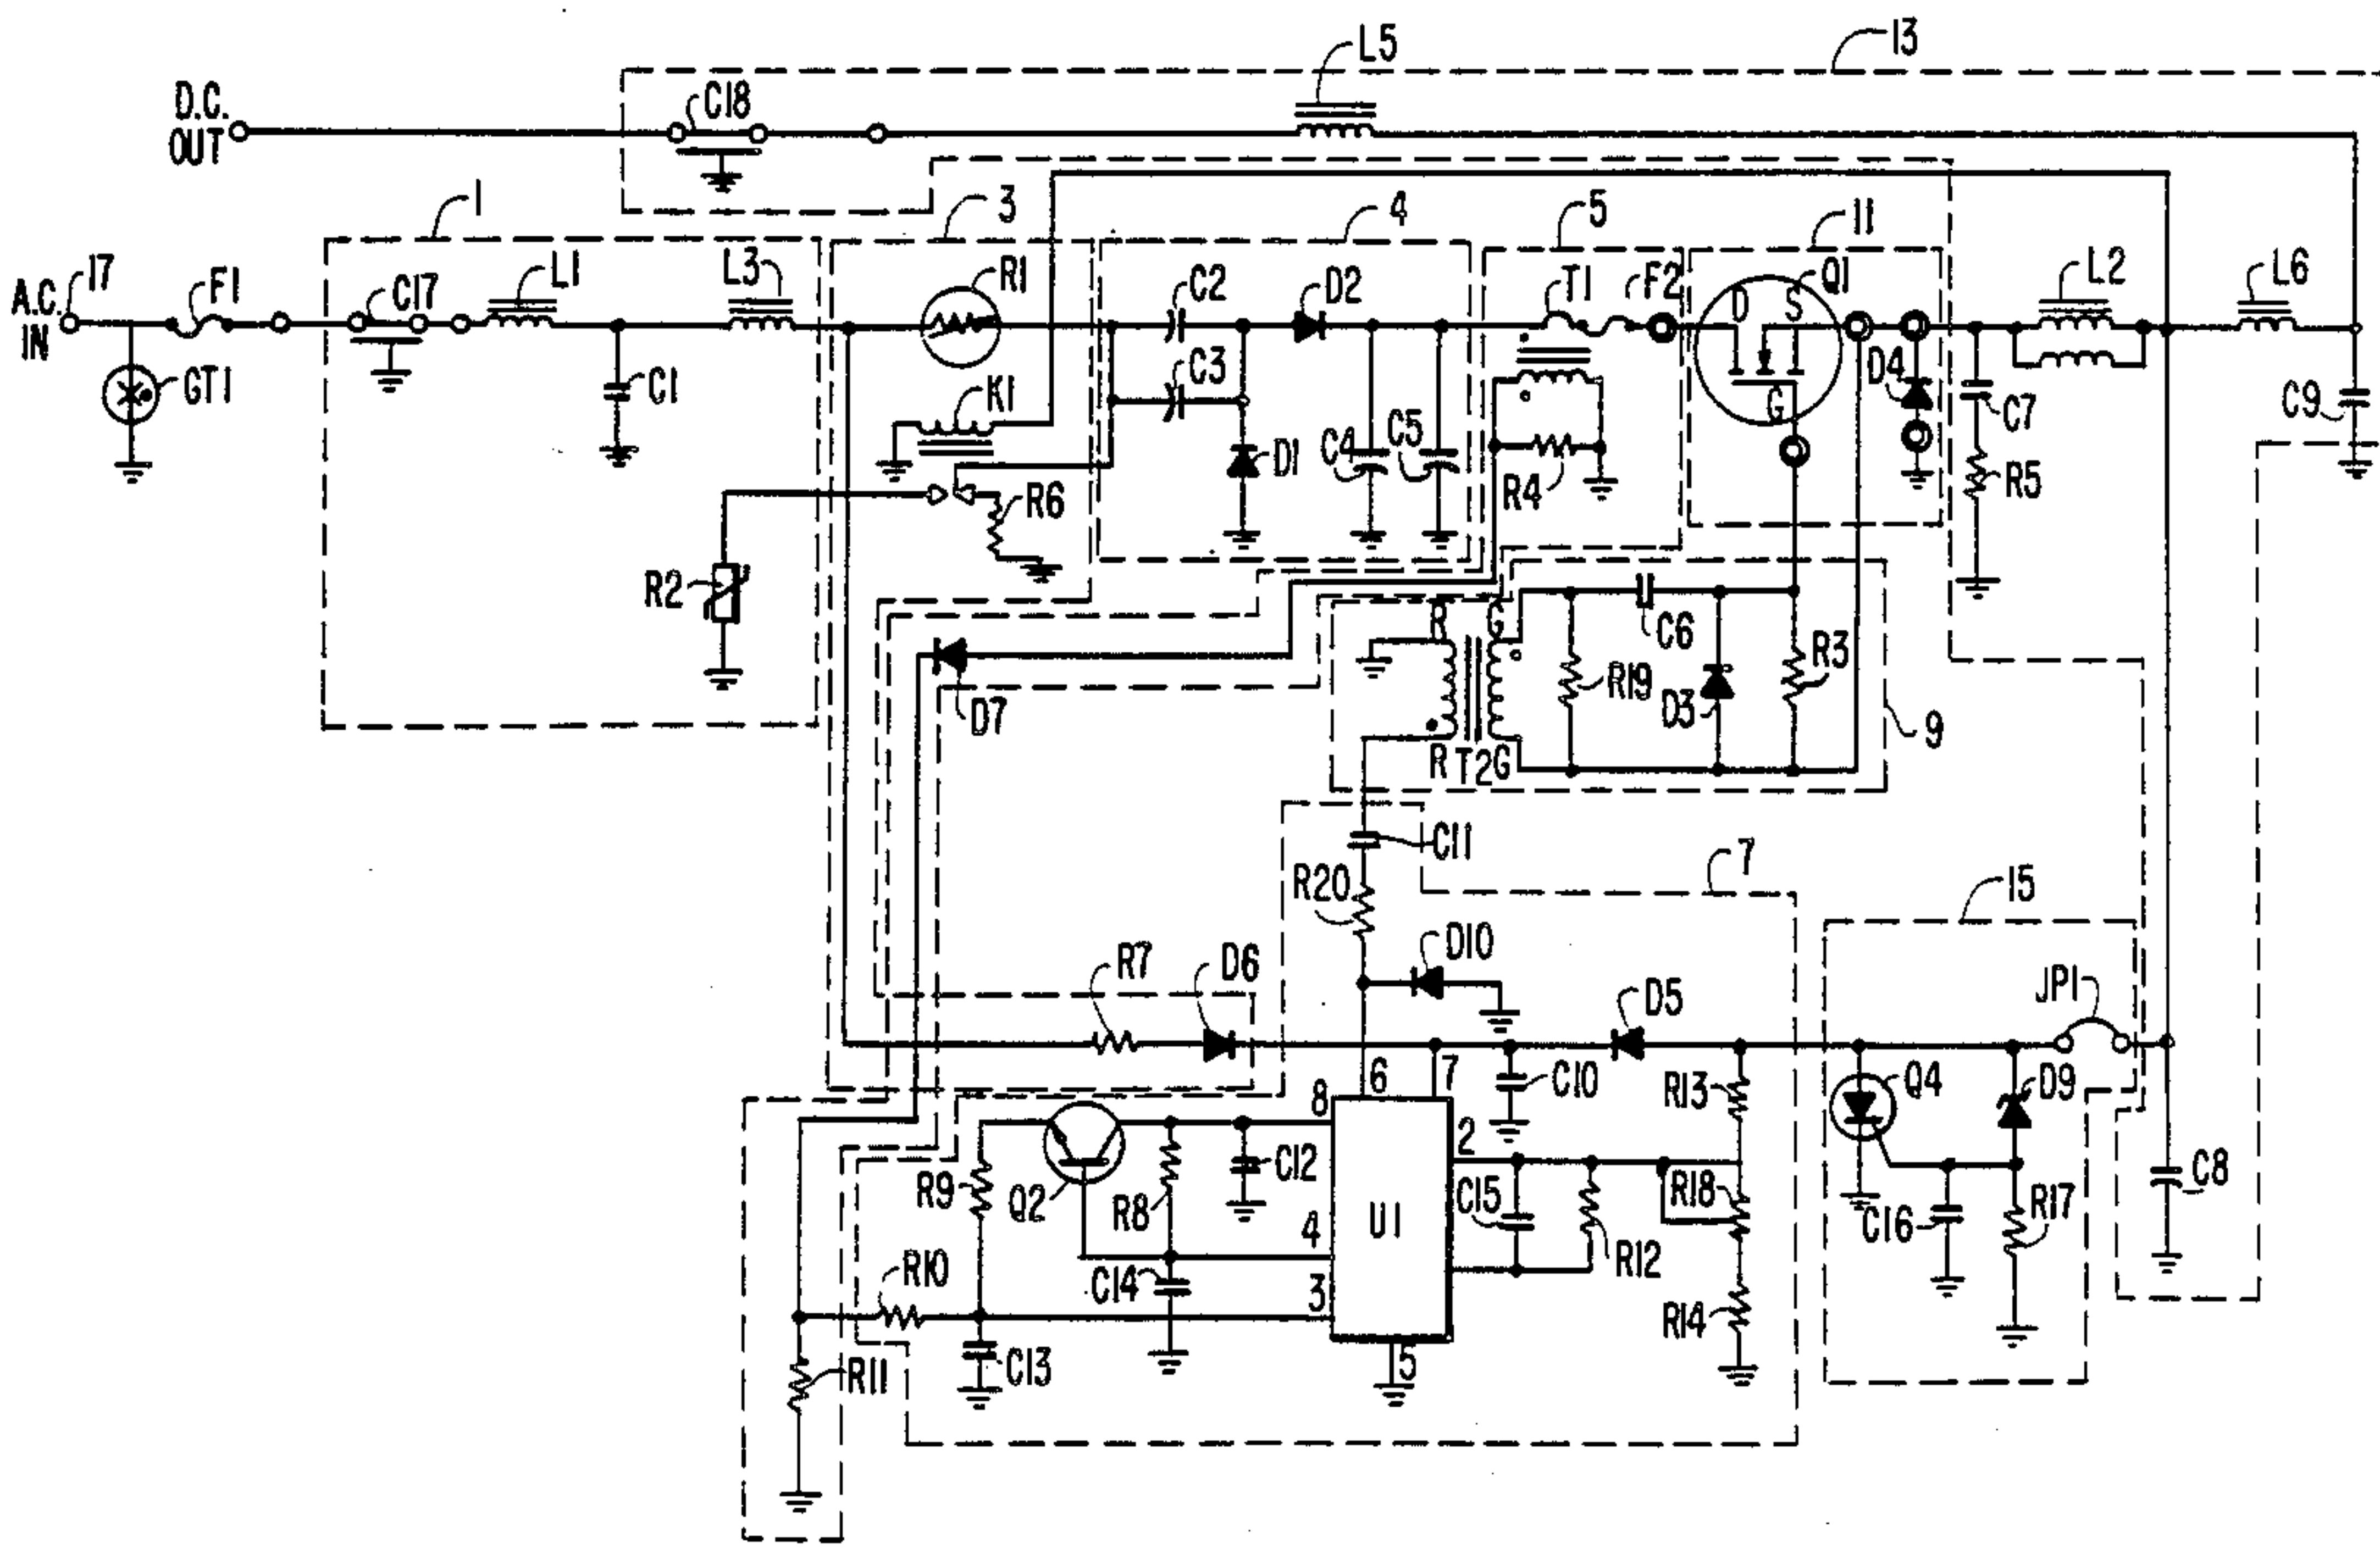 L5
13
D.C.
OUT
C18
1
3
4
5
11
A.C.
IN
17
F1
C17
L1
L3
R1
C2
D2
T1
F2
Q1
D
S
G
L2
L6
GT1
C1
K1
C3
D1
C4
C5
R4
D4
C7
C9
R6
R5
R2
R
G
C6
R19
D3
R3
D7
R
T2
G
9
C11
7
R20
15
R7
D6
D10
D5
JP1
6
7
C10
R13
Q4
D9
8
2
R9
Q2
R8
C12
C15
R18
C8
U1
4
R12
C16
R17
R10
C14
3
R14
R11
C13
5